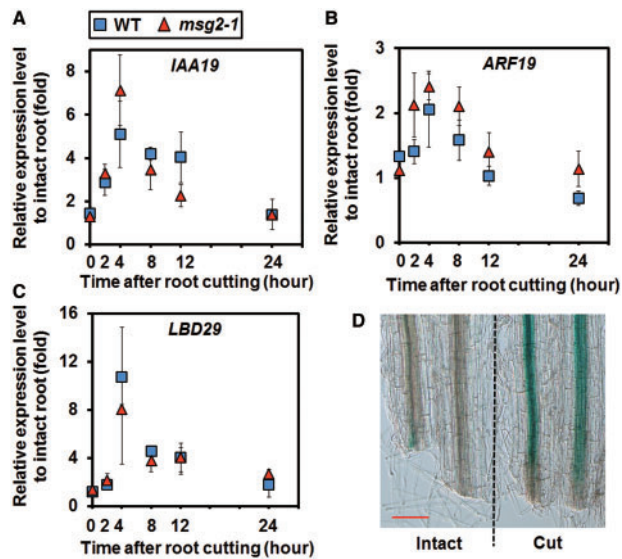 A
WT
msg2-1
B
IAA19
Relative expression level
to intact root (fold)
8
6
4
2
0
0 2 4 8 12 24
Time after root cutting (hour)
ARF19
Relative expression level
to intact root (fold)
3
2
1
0
0 2 4 8 12 24
Time after root cutting (hour)
C
LBD29
Relative expression level
to intact root (fold)
16
12
8
4
0
0 2 4 8 12 24
Time after root cutting (hour)
D
Intact Cut